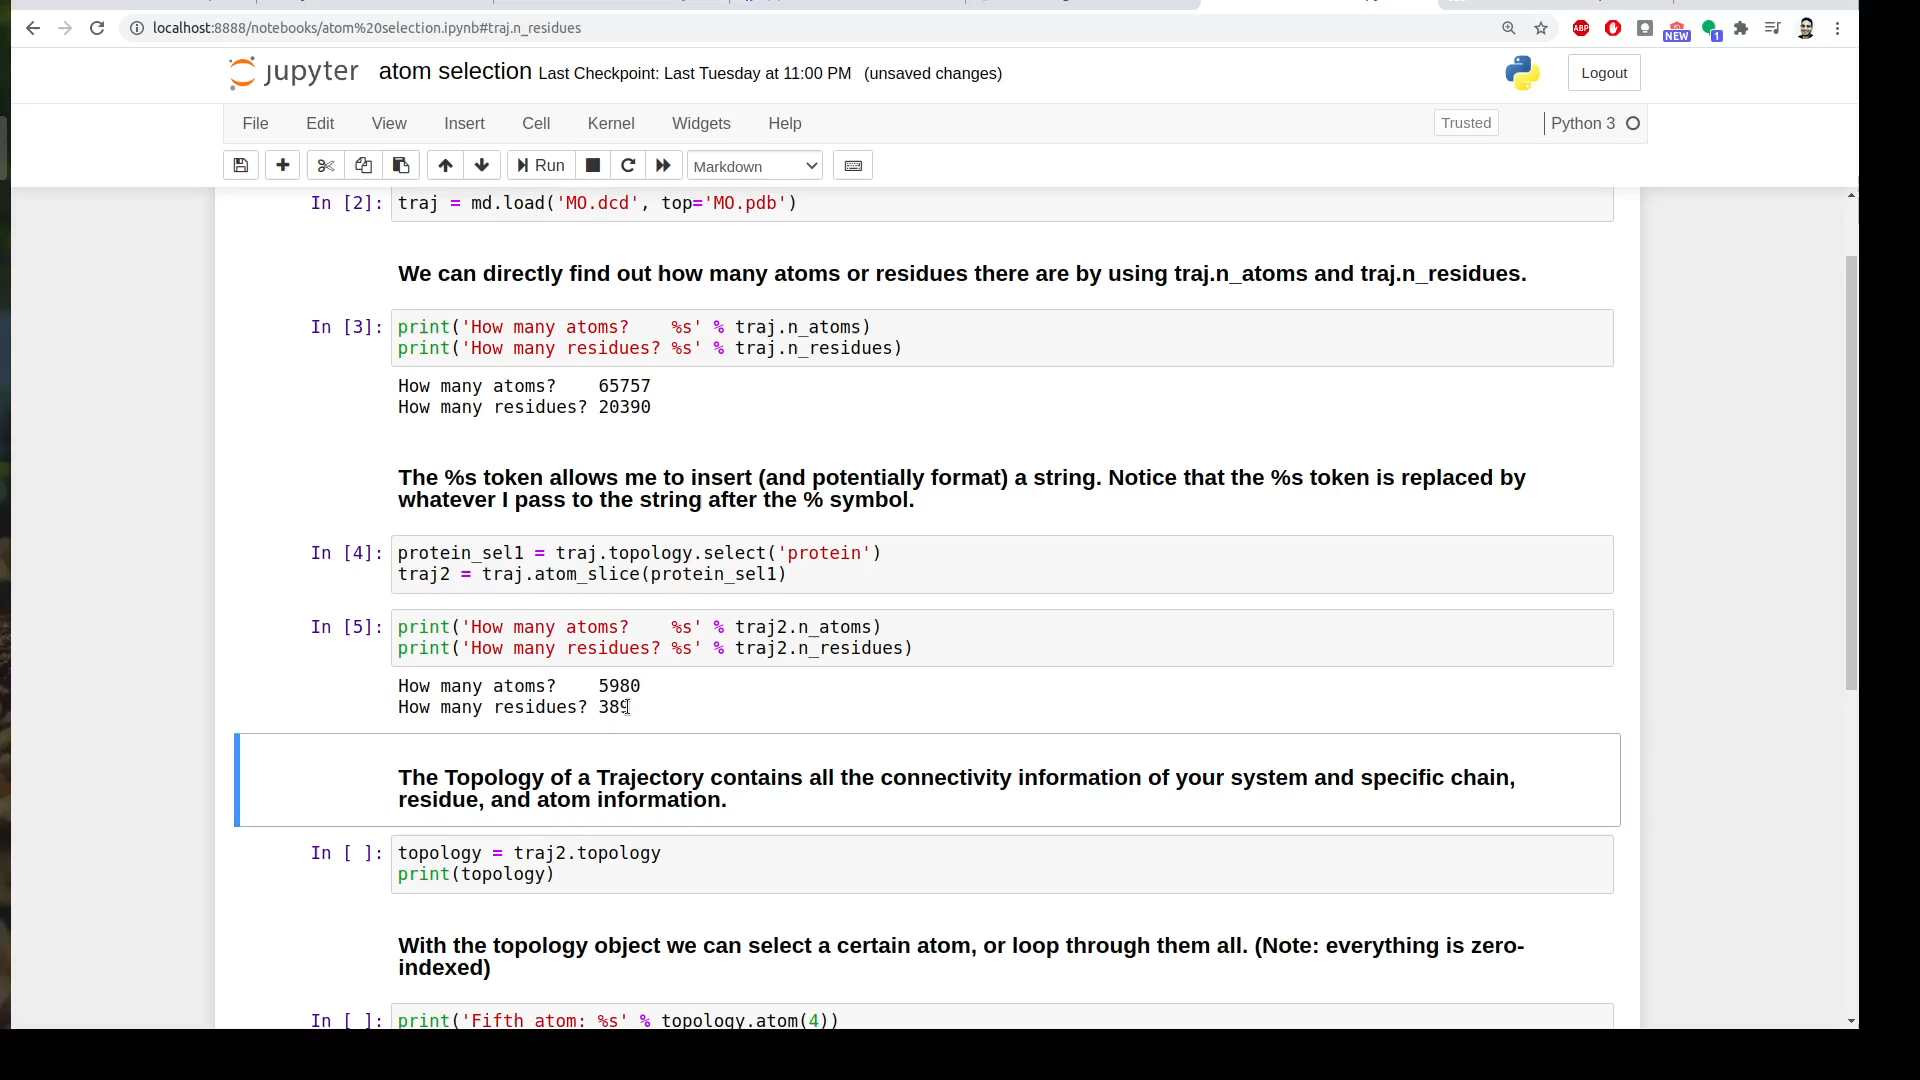 localhost:8888/notebooks/atom%20selection.ipynb#traj.n_residues
ABP
NEW
1
jupyter atom selection Last Checkpoint: Last Tuesday at 11:00 PM (unsaved changes)
Logout
File Edit View Insert Cell Kernel Widgets Help
Trusted Python 3
Run Markdown
In [2]: traj = md.load('MO.dcd', top='MO.pdb')
We can directly find out how many atoms or residues there are by using traj.n_atoms and traj.n_residues.
In [3]: print('How many atoms?    %s' % traj.n_atoms)
print('How many residues? %s' % traj.n_residues)
How many atoms?    65757
How many residues? 20390
The %s token allows me to insert (and potentially format) a string. Notice that the %s token is replaced by
whatever I pass to the string after the % symbol.
In [4]: protein_sel1 = traj.topology.select('protein')
traj2 = traj.atom_slice(protein_sel1)
In [5]: print('How many atoms?    %s' % traj2.n_atoms)
print('How many residues? %s' % traj2.n_residues)
How many atoms?    5980
How many residues? 389
The Topology of a Trajectory contains all the connectivity information of your system and specific chain,
residue, and atom information.
In [ ]: topology = traj2.topology
print(topology)
With the topology object we can select a certain atom, or loop through them all. (Note: everything is zero-
indexed)
In [ ]: print('Fifth atom: %s' % topology.atom(4))